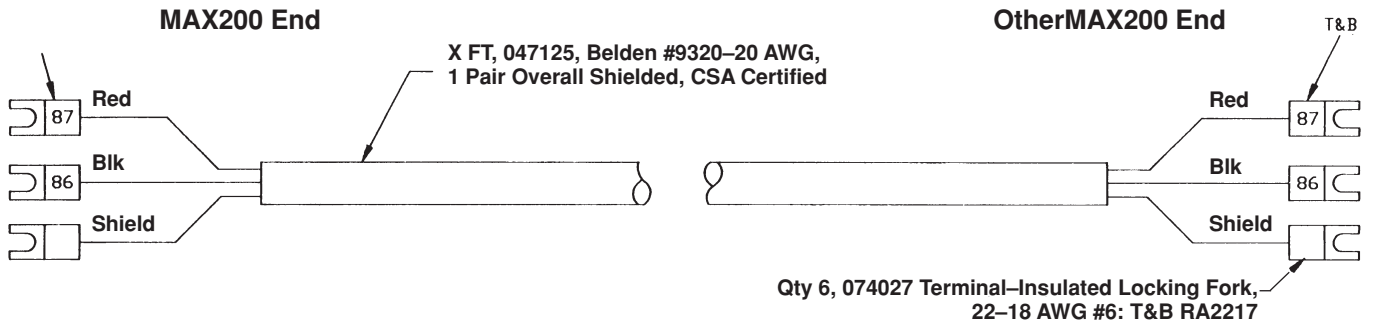 MAX200 End
OtherMAX200 End
T&B
X FT, 047125, Belden #9320–20 AWG,
1 Pair Overall Shielded, CSA Certified
Red
87
Blk
86
Shield
Red
87
Blk
86
Shield
Qty 6, 074027 Terminal–Insulated Locking Fork,
22–18 AWG #6: T&B RA2217